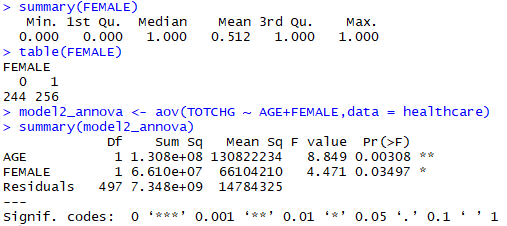 > summary(FEMALE)
   Min. 1st Qu.  Median    Mean 3rd Qu.    Max.
  0.000   0.000   1.000   0.512   1.000   1.000
> table(FEMALE)
FEMALE
  0   1
244 256
> model2_annova <- aov(TOTCHG ~ AGE+FEMALE,data = healthcare)
> summary(model2_annova)
             Df    Sum Sq   Mean Sq F value  Pr(>F)
AGE           1 1.308e+08 130822234   8.849 0.00308 **
FEMALE        1 6.610e+07  66104210   4.471 0.03497 *
Residuals   497 7.348e+09  14784325
---
Signif. codes:  0 ‘***’ 0.001 ‘**’ 0.01 ‘*’ 0.05 ‘.’ 0.1 ‘ ’ 1